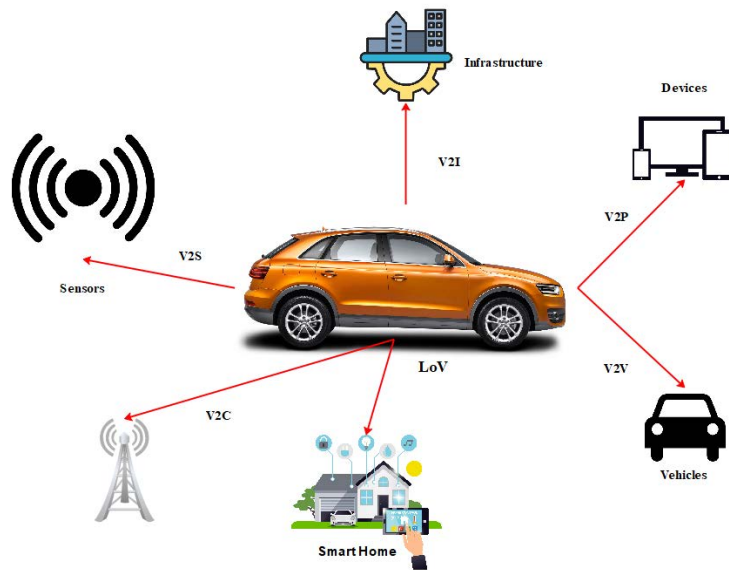 Infrastructure
Devices
V2I
V2P
V2S
Sensors
LoV
V2V
V2C
Vehicles
Smart Home